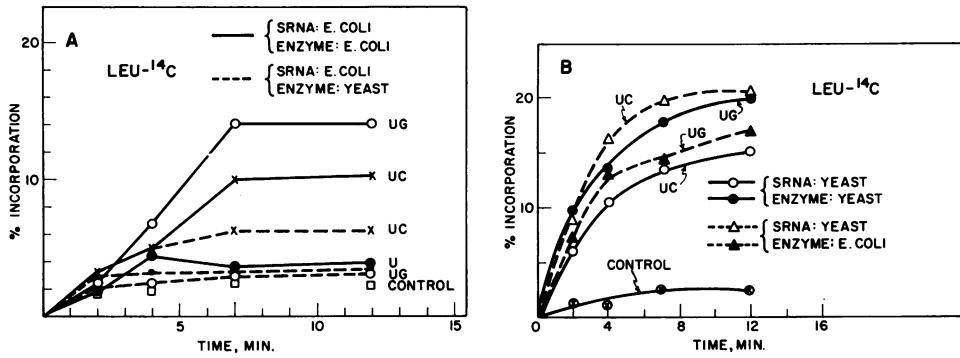 A
LEU-¹⁴C
SRNA: E. COLI
ENZYME: E. COLI
SRNA: E. COLI
ENZYME: YEAST
% INCORPORATION
20
10
UG
UC
UC
U
UG
CONTROL
5
10
15
TIME, MIN.
B
LEU-¹⁴C
% INCORPORATION
20
10
UC
UG
UG
UC
SRNA: YEAST
ENZYME: YEAST
SRNA: YEAST
ENZYME: E. COLI
CONTROL
0
4
8
12
16
TIME, MIN.